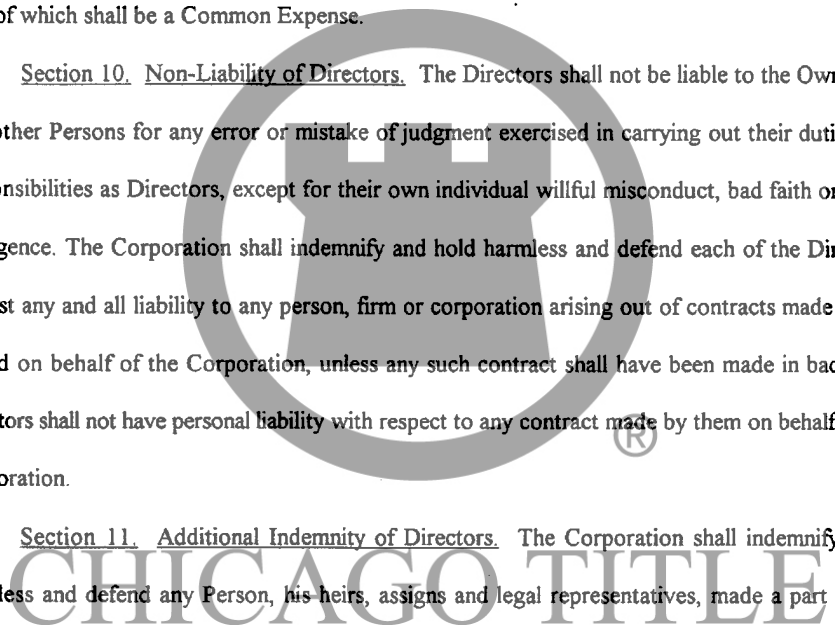 of which shall be a Common Expense.
Section 10. Non-Liability of Directors. The Directors shall not be liable to the Own
other Persons for any error or mistake of judgment exercised in carrying out their duti
onsibilities as Directors, except for their own individual willful misconduct, bad faith or
gence. The Corporation shall indemnify and hold harmless and defend each of the Dir
st any and all liability to any person, firm or corporation arising out of contracts made
d on behalf of the Corporation, unless any such contract shall have been made in bad
tors shall not have personal liability with respect to any contract made by them on behalf
®
oration.
Section 11. Additional Indemnity of Directors. The Corporation shall indemnify
CHICAGO TITLE
less and defend any Person, his heirs, assigns and legal representatives, made a part